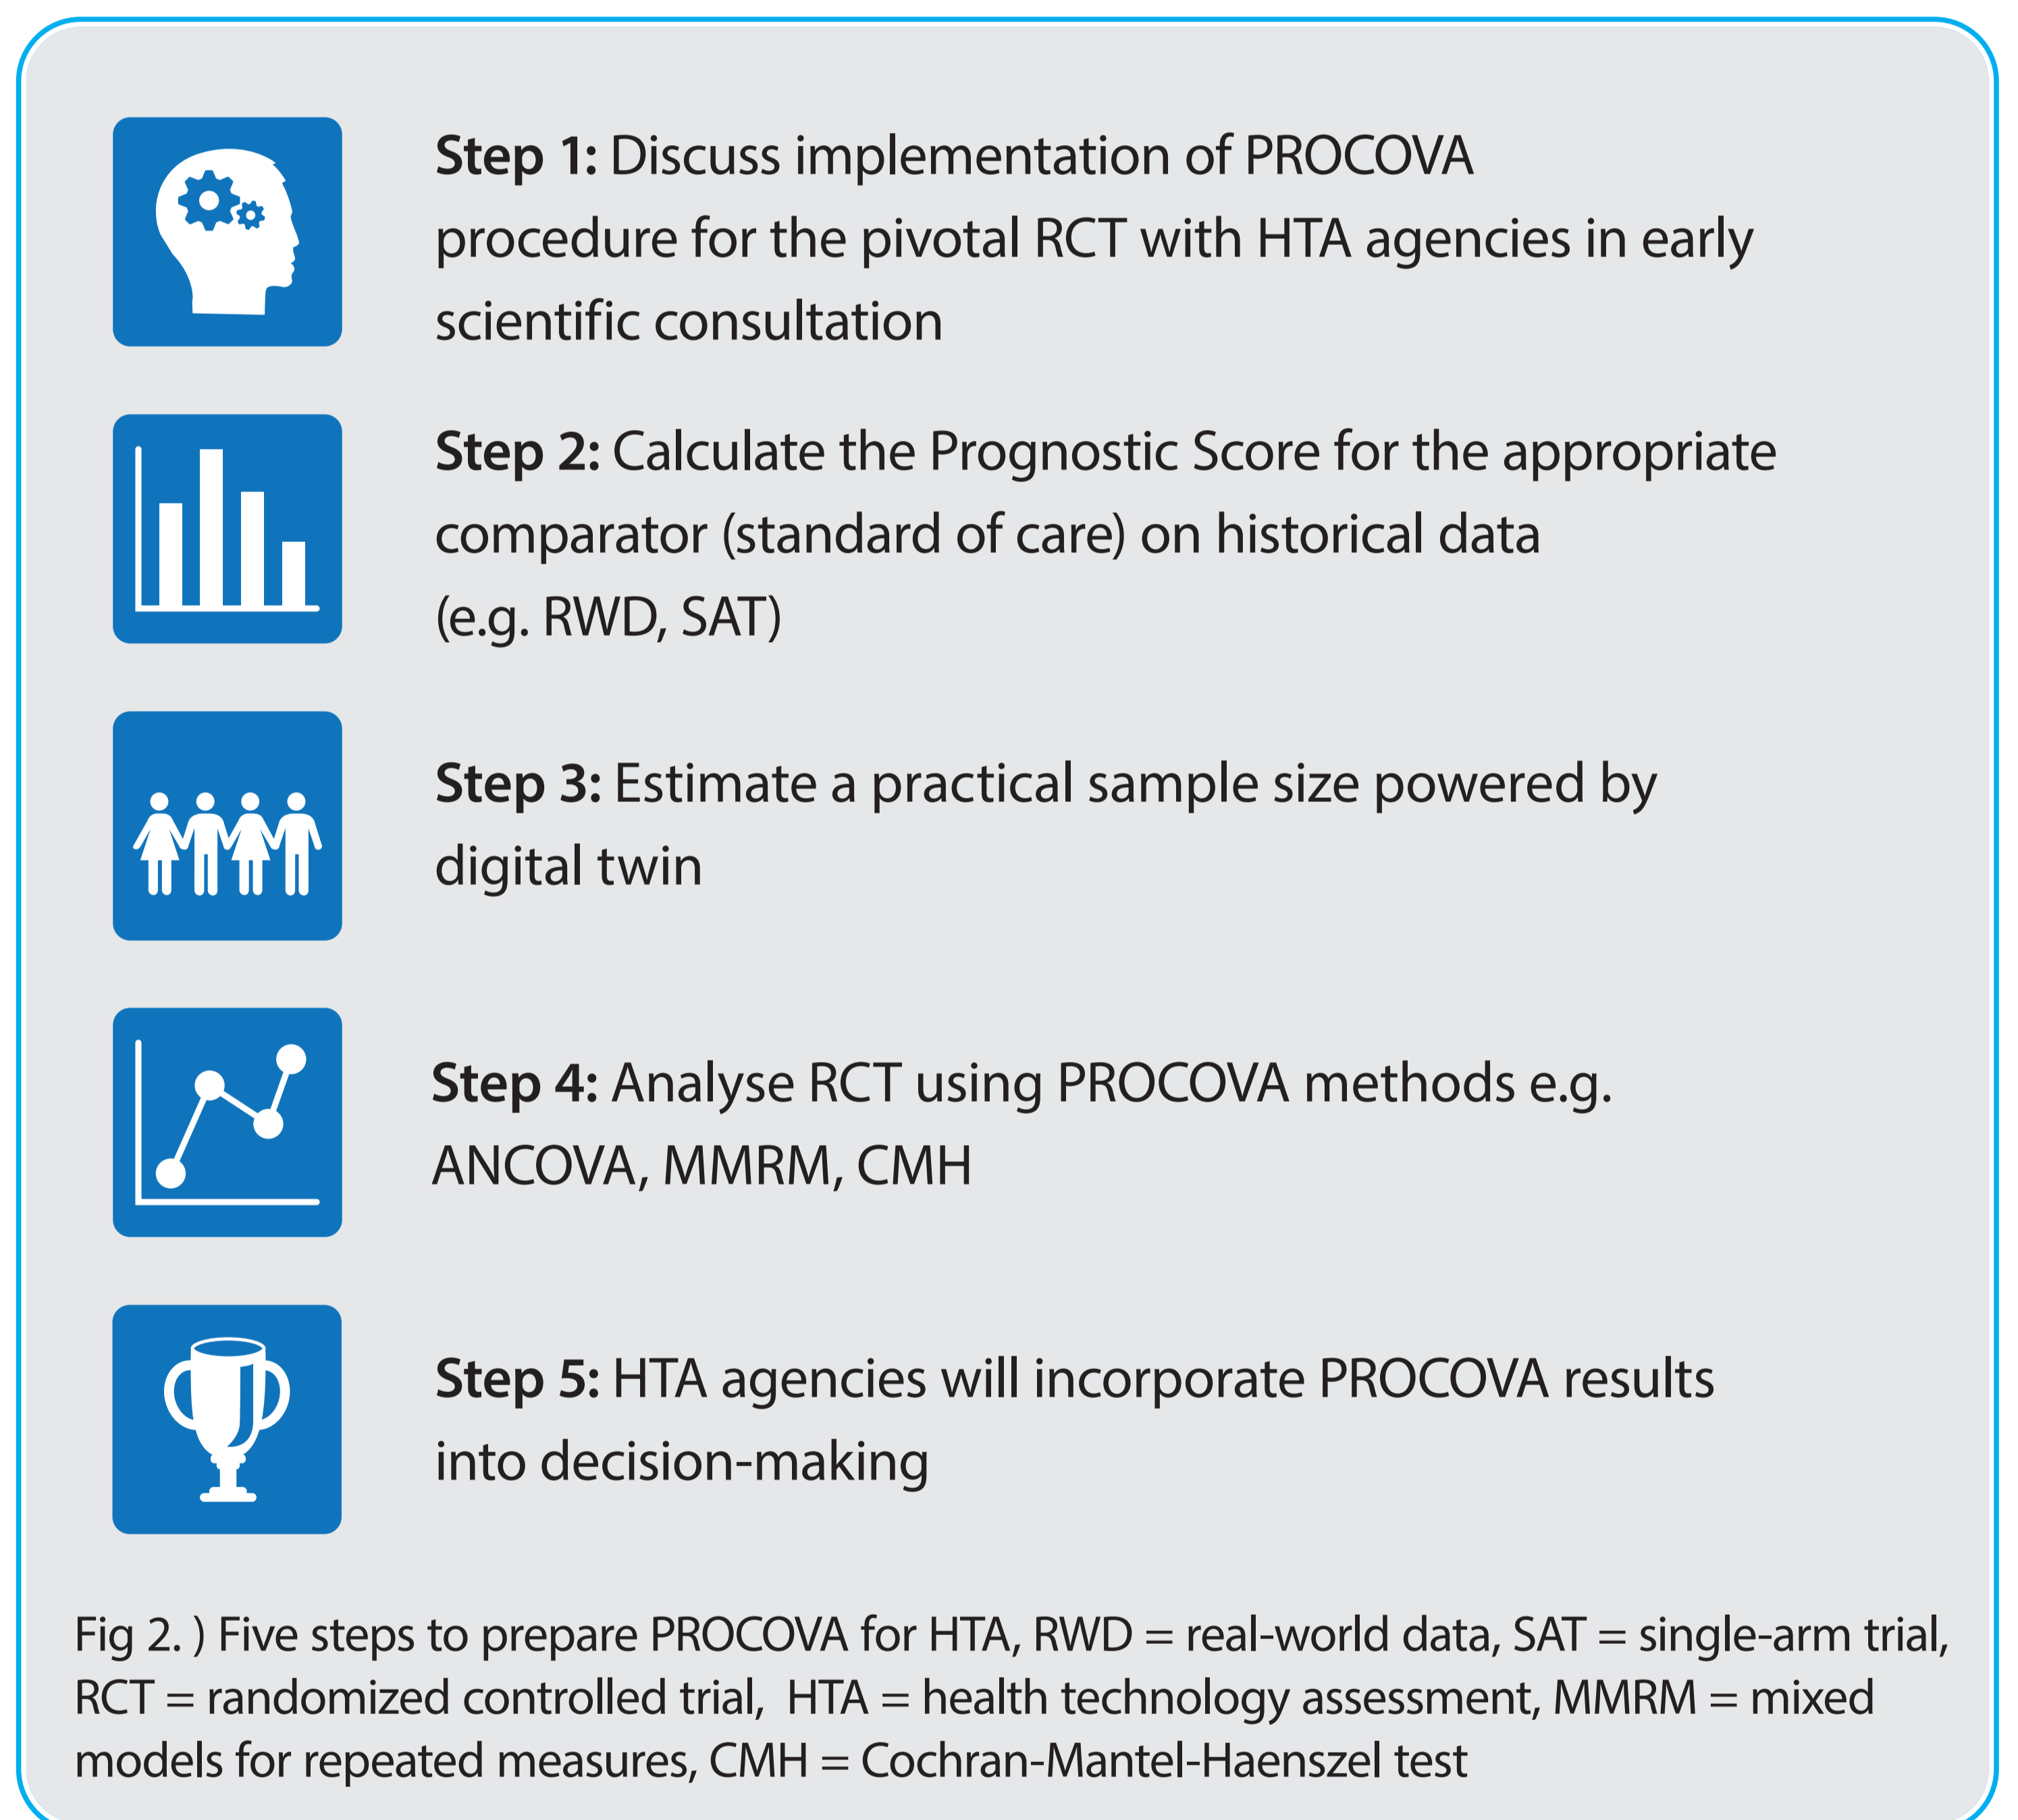 Step 1: Discuss implementation of PROCOVA
procedure for the pivotal RCT with HTA agencies in early
scientific consultation
Step 2: Calculate the Prognostic Score for the appropriate
comparator (standard of care) on historical data
(e.g. RWD, SAT)
Step 3: Estimate a practical sample size powered by
digital twin
Step 4: Analyse RCT using PROCOVA methods e.g.
ANCOVA, MMRM, CMH
Step 5: HTA agencies will incorporate PROCOVA results
into decision-making
Fig 2. ) Five steps to prepare PROCOVA for HTA, RWD = real-world data, SAT = single-arm trial,
RCT = randomized controlled trial,  HTA = health technology assessment, MMRM = mixed
models for repeated measures, CMH = Cochran-Mantel-Haenszel test